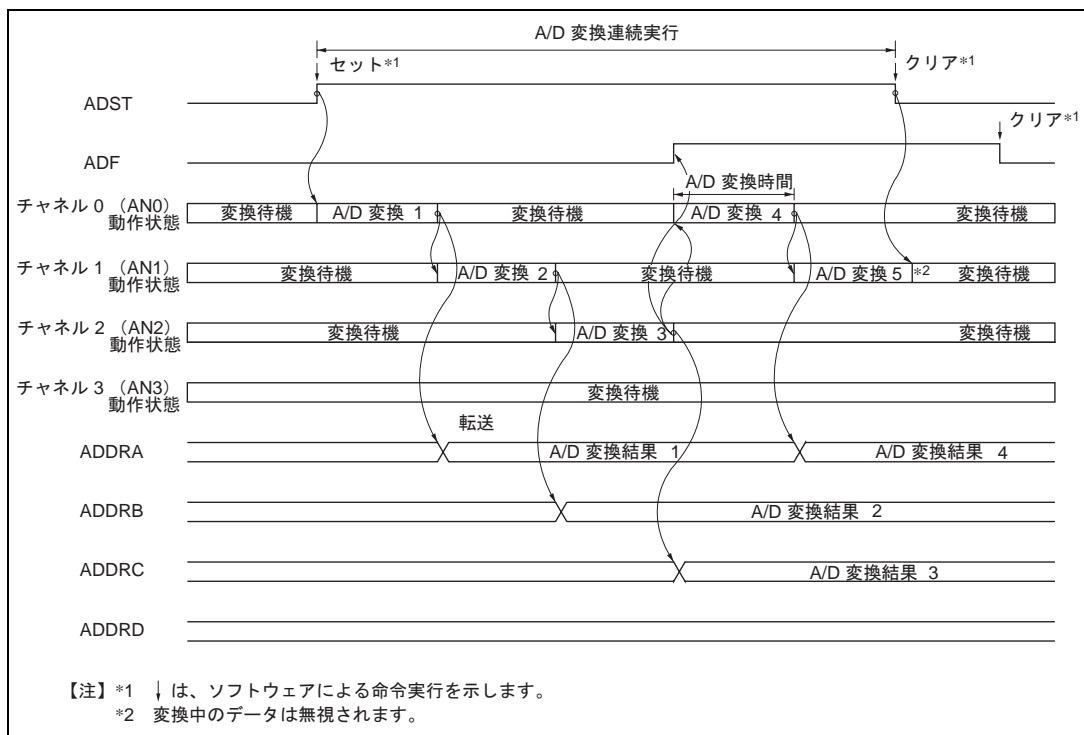 A/D 変換連続実行
セット*1
クリア*1
ADST
クリア*1
ADF
A/D 変換時間
チャネル 0 （AN0）
動作状態
変換待機
A/D 変換 1
変換待機
A/D 変換 4
変換待機
チャネル 1 （AN1）
動作状態
変換待機
A/D 変換 2
変換待機
A/D 変換 5
*2
変換待機
チャネル 2 （AN2）
動作状態
変換待機
A/D 変換 3
変換待機
チャネル 3 （AN3）
動作状態
変換待機
転送
ADDRA
A/D 変換結果 1
A/D 変換結果 4
ADDRB
A/D 変換結果 2
ADDRC
A/D 変換結果 3
ADDRD
【注】*1 ↓ は、ソフトウェアによる命令実行を示します。
*2 変換中のデータは無視されます。